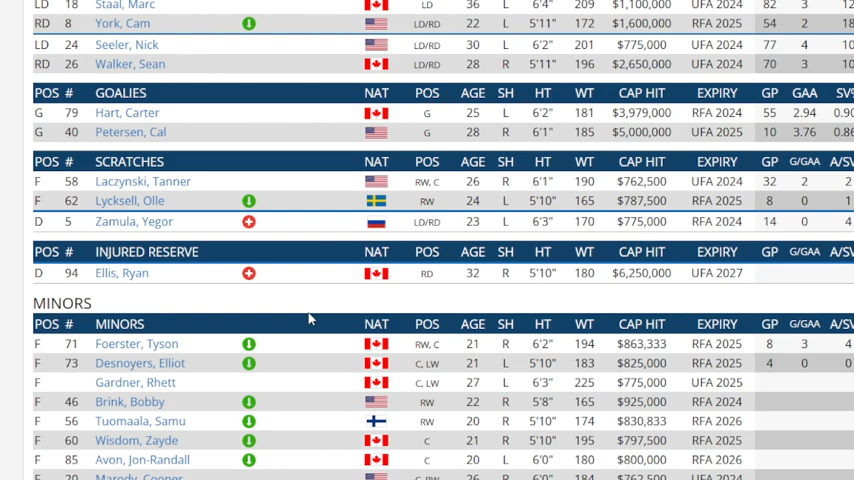 LD 18 Staal, Marc LD 36 L 6'4" 209 $1,100,000 UFA 2024 82 3 12
RD 8 York, Cam LD/RD 22 L 5'11" 172 $1,600,000 RFA 2025 54 2 18
LD 24 Seeler, Nick LD/RD 30 L 6'2" 201 $775,000 UFA 2024 77 4 10
RD 26 Walker, Sean LD/RD 28 R 5'11" 196 $2,650,000 UFA 2024 70 3 10
POS # GOALIES NAT POS AGE SH HT WT CAP HIT EXPIRY GP GAA SV%
G 79 Hart, Carter G 25 L 6'2" 181 $3,979,000 RFA 2024 55 2.94 0.90
G 40 Petersen, Cal G 28 R 6'1" 185 $5,000,000 UFA 2025 10 3.76 0.86
POS # SCRATCHES NAT POS AGE SH HT WT CAP HIT EXPIRY GP G/GAA A/SV
F 58 Laczynski, Tanner RW, C 26 R 6'1" 190 $762,500 UFA 2024 32 2 2
F 62 Lycksell, Olle RW 24 L 5'10" 165 $787,500 RFA 2024 8 0 1
D 5 Zamula, Yegor LD/RD 23 L 6'3" 170 $775,000 RFA 2024 14 0 4
POS # INJURED RESERVE NAT POS AGE SH HT WT CAP HIT EXPIRY GP G/GAA A/SV
D 94 Ellis, Ryan RD 32 R 5'10" 180 $6,250,000 UFA 2027
MINORS
POS # MINORS NAT POS AGE SH HT WT CAP HIT EXPIRY GP G/GAA A/SV
F 71 Foerster, Tyson RW, C 21 R 6'2" 194 $863,333 RFA 2025 8 3 4
F 73 Desnoyers, Elliot C, LW 21 L 5'10" 183 $825,000 RFA 2025 4 0 0
F Gardner, Rhett C, LW 27 L 6'3" 225 $775,000 UFA 2025
F 46 Brink, Bobby RW 22 R 5'8" 165 $925,000 RFA 2024
F 56 Tuomaala, Samu RW 20 R 5'10" 174 $830,833 RFA 2026
F 60 Wisdom, Zayde C 21 R 5'10" 195 $797,500 RFA 2025
F 85 Avon, Jon-Randall C 20 L 6'0" 180 $800,000 RFA 2026
F 20 Marody, Cooper C, RW 26 R 6'0" 184 $762,500 UFA 2024